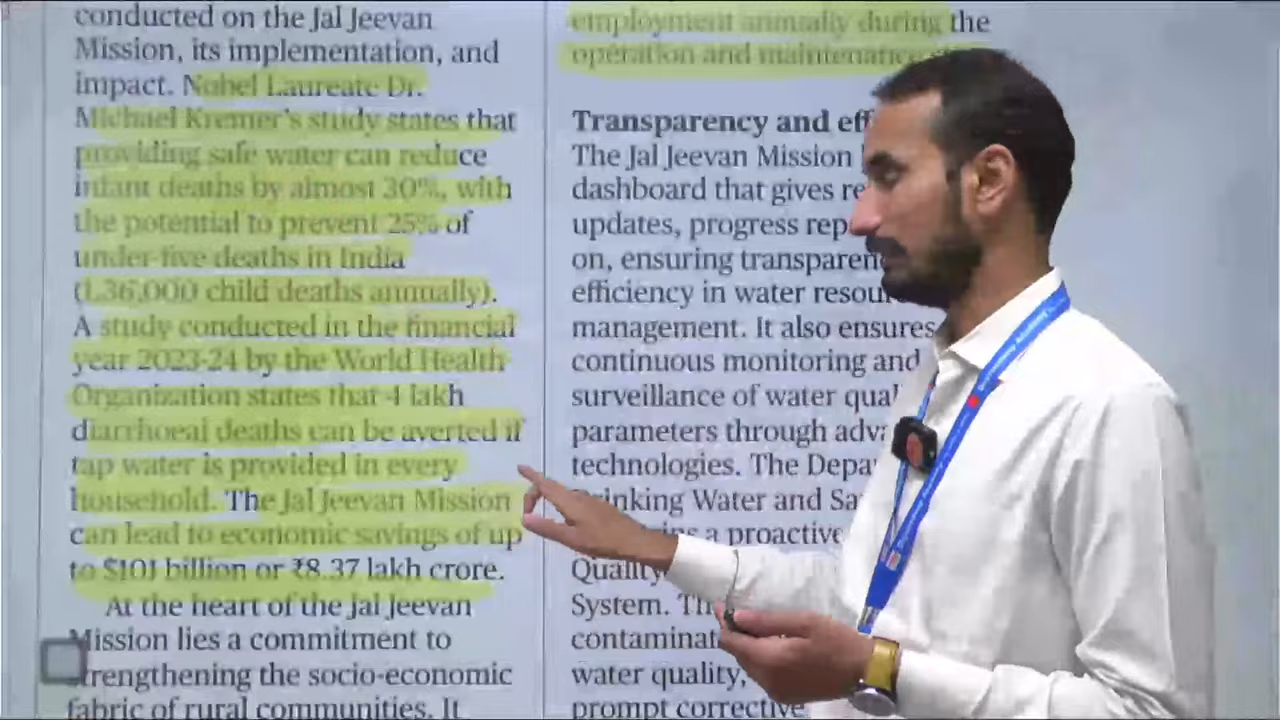 conducted on the Jal Jeevan
Mission, its implementation, and
impact. Nobel Laureate Dr.
Michael Kremer's study states that
providing safe water can reduce
infant deaths by almost 30%, with
the potential to prevent 25% of
under-five deaths in India
(1,36,000 child deaths annually).
A study conducted in the financial
year 2023-24 by the World Health
Organization states that 4 lakh
diarrhoeal deaths can be averted if
tap water is provided in every
household. The Jal Jeevan Mission
can lead to economic savings of up
to $101 billion or ₹8.37 lakh crore.
At the heart of the Jal Jeevan
Mission lies a commitment to
strengthening the socio-economic
fabric of rural communities. It
employment annually during the
operation and maintenance
Transparency and eff
The Jal Jeevan Mission
dashboard that gives re
updates, progress rep
on, ensuring transparen
efficiency in water resour
management. It also ensures
continuous monitoring and
surveillance of water qual
parameters through adva
technologies. The Depa
Drinking Water and Sa
a proactive
Quality
System. Th
contaminat
water quality,
prompt corrective